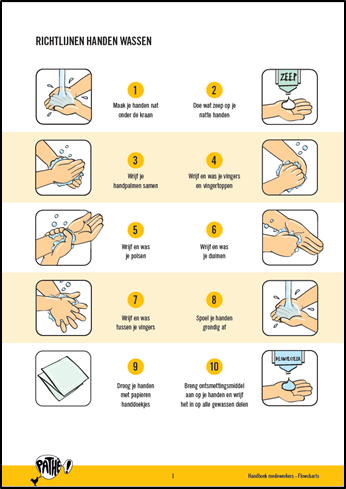 RICHTLIJNEN HANDEN WASSEN
1
Maak je handen nat
onder de kraan
2
Doe wat zeep op je
natte handen
ZEEP
3
Wrijf je
handpalmen samen
4
Wrijf en was je vingers
en vingertoppen
5
Wrijf en was
je polsen
6
Wrijf en was
je duimen
7
Wrijf en was
tussen je vingers
8
Spoel je handen
grondig af
9
Droog je handen
met papieren
handdoekjes
10
Breng ontsmettingsmiddel
aan op je handen en wrijf
het in op alle gewassen delen
PATHÉ!
1
Handboek medewerkers - Flowcharts